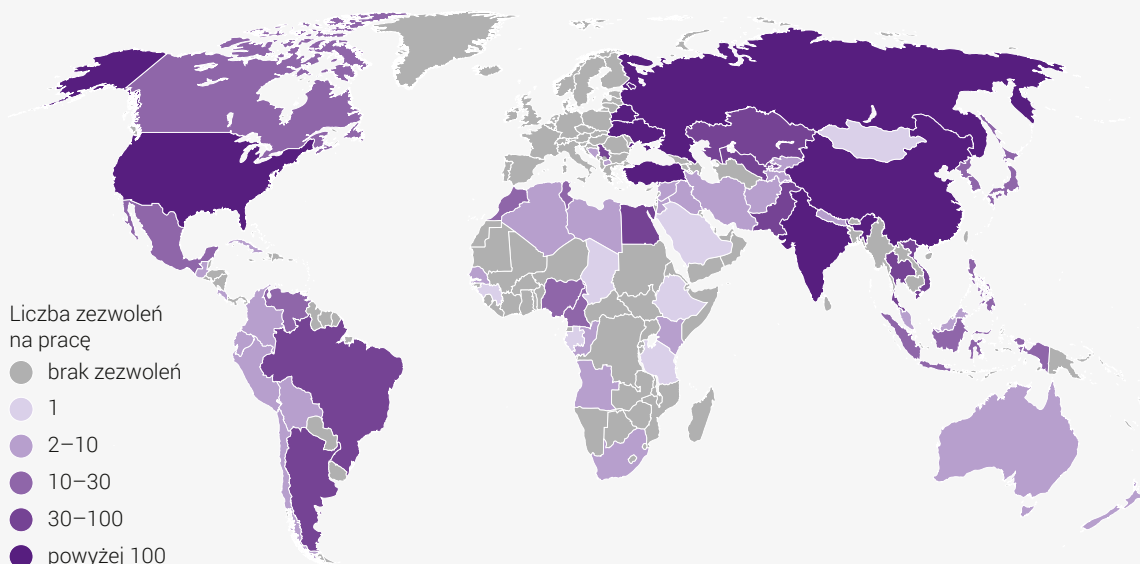 Liczba zezwoleń
na pracę
brak zezwoleń
1
2–10
10–30
30–100
powyżej 100